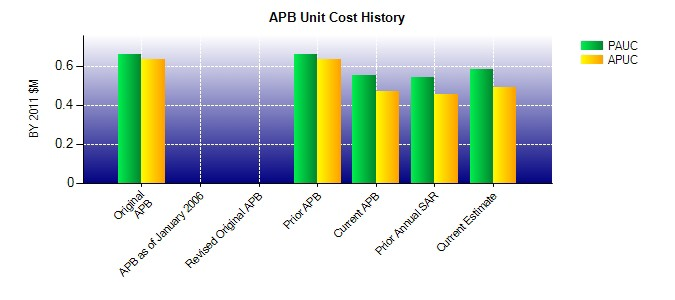 APB Unit Cost History
PAUC
APUC
BY 2011 $M
0.6
0.4
0.2
0
Original
APB
APB as of January 2006
Revised Original APB
Prior APB
Current APB
Prior Annual SAR
Current Estimate